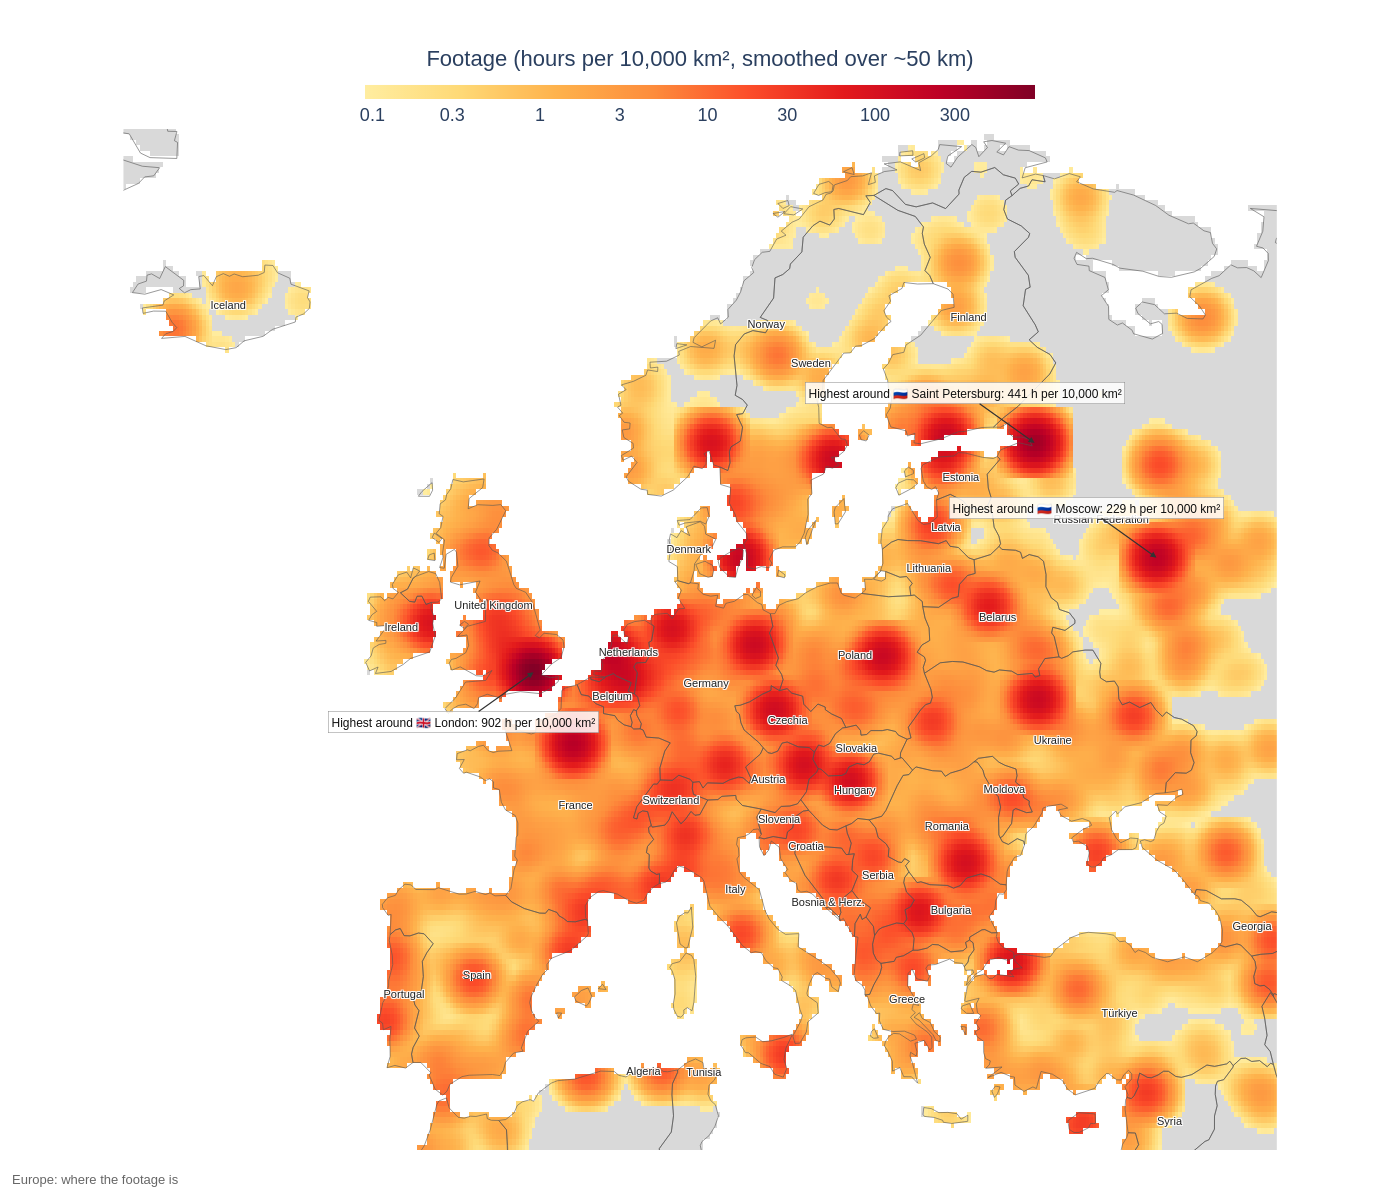 Footage (hours per 10,000 km², smoothed over ~50 km)
0.1 0.3 1 3 10 30 100 300
Iceland
Norway
Finland
Sweden
Highest around 🇷🇺 Saint Petersburg: 441 h per 10,000 km²
Estonia
Highest around 🇷🇺 Moscow: 229 h per 10,000 km²
Russian Federation
Latvia
Denmark
Lithuania
United Kingdom
Belarus
Ireland
Netherlands
Poland
Germany
Belgium
Highest around 🇬🇧 London: 902 h per 10,000 km²
Czechia
Ukraine
Slovakia
Austria
Hungary
Moldova
Switzerland
France
Slovenia
Romania
Croatia
Serbia
Italy
Bosnia & Herz.
Bulgaria
Georgia
Spain
Portugal
Greece
Türkiye
Algeria
Tunisia
Syria
Europe: where the footage is